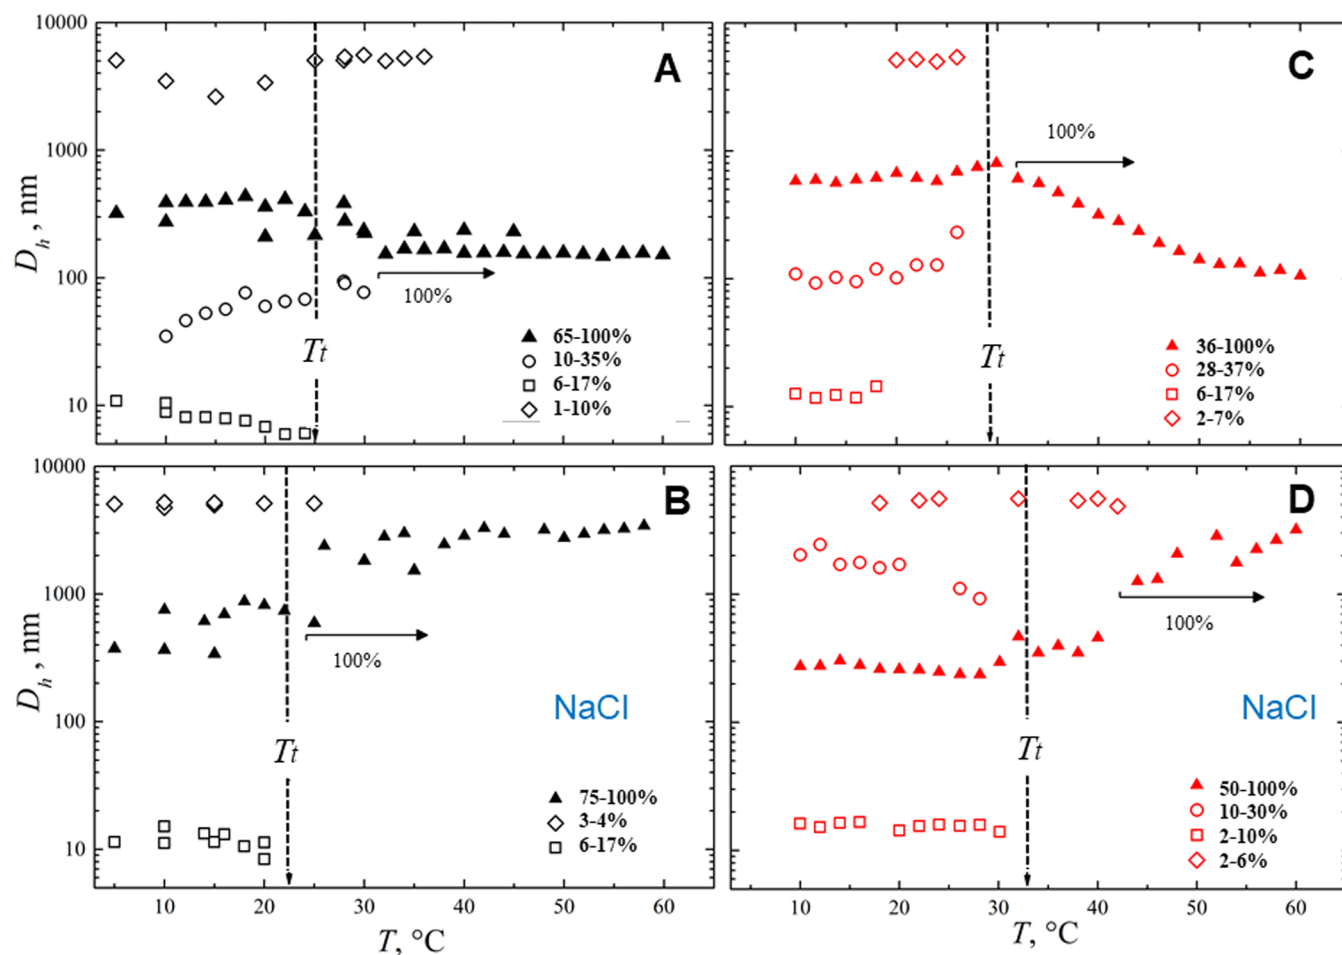 10000
1000
100
10
D_h , nm
A
100%
Tt
65-100%
10-35%
6-17%
1-10%
C
100%
Tt
36-100%
28-37%
6-17%
2-7%
10000
1000
100
10
D_h , nm
B
100%
NaCl
Tt
75-100%
3-4%
6-17%
10 20 30 40 50 60
T, °C
D
100%
NaCl
Tt
50-100%
10-30%
2-10%
2-6%
10 20 30 40 50 60
T, °C